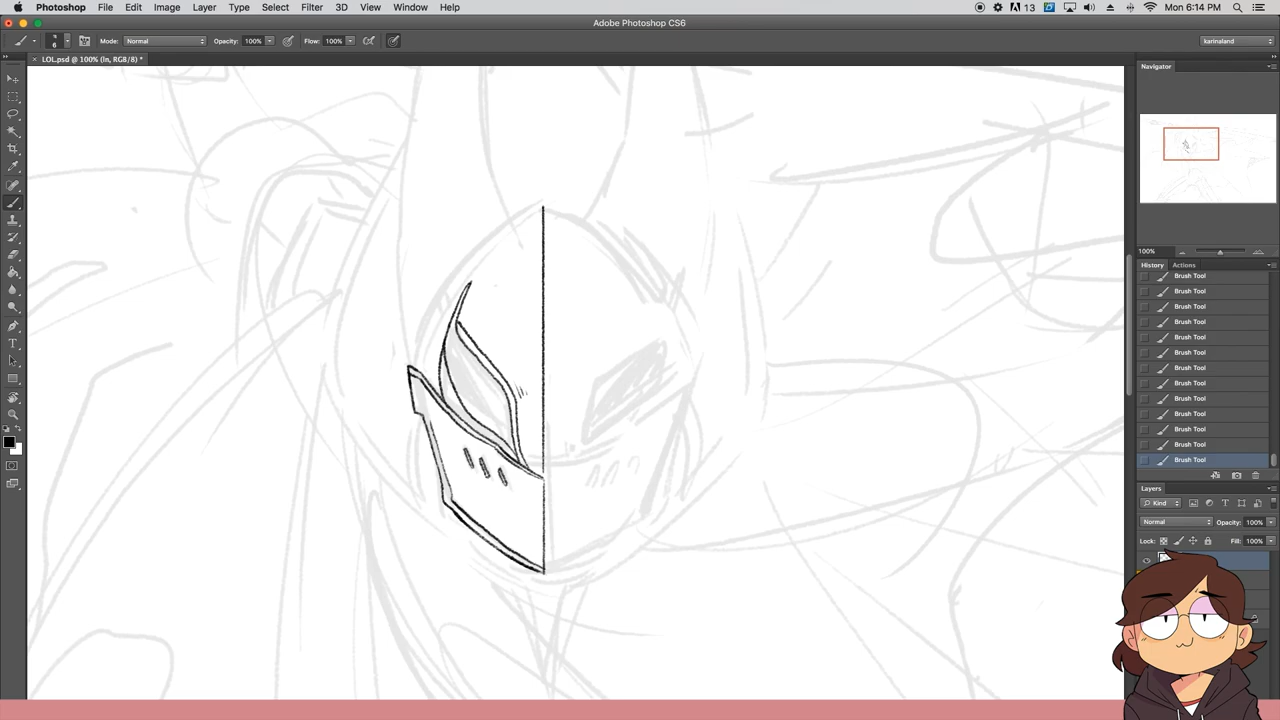 Photoshop File Edit Image Layer Type Select Filter 3D View Window Help 13 Mon 6:14 PM
Adobe Photoshop CS6
6 Mode: Normal Opacity: 100% Flow: 100% karinaland
LOL.psd @ 100% (In, RGB/8) *
Navigator
100%
History Actions
Brush Tool
Brush Tool
Brush Tool
Brush Tool
Brush Tool
Brush Tool
Brush Tool
Brush Tool
Brush Tool
Brush Tool
Brush Tool
Brush Tool
Brush Tool
Layers
Kind
Normal Opacity: 100%
Lock: Fill: 100%